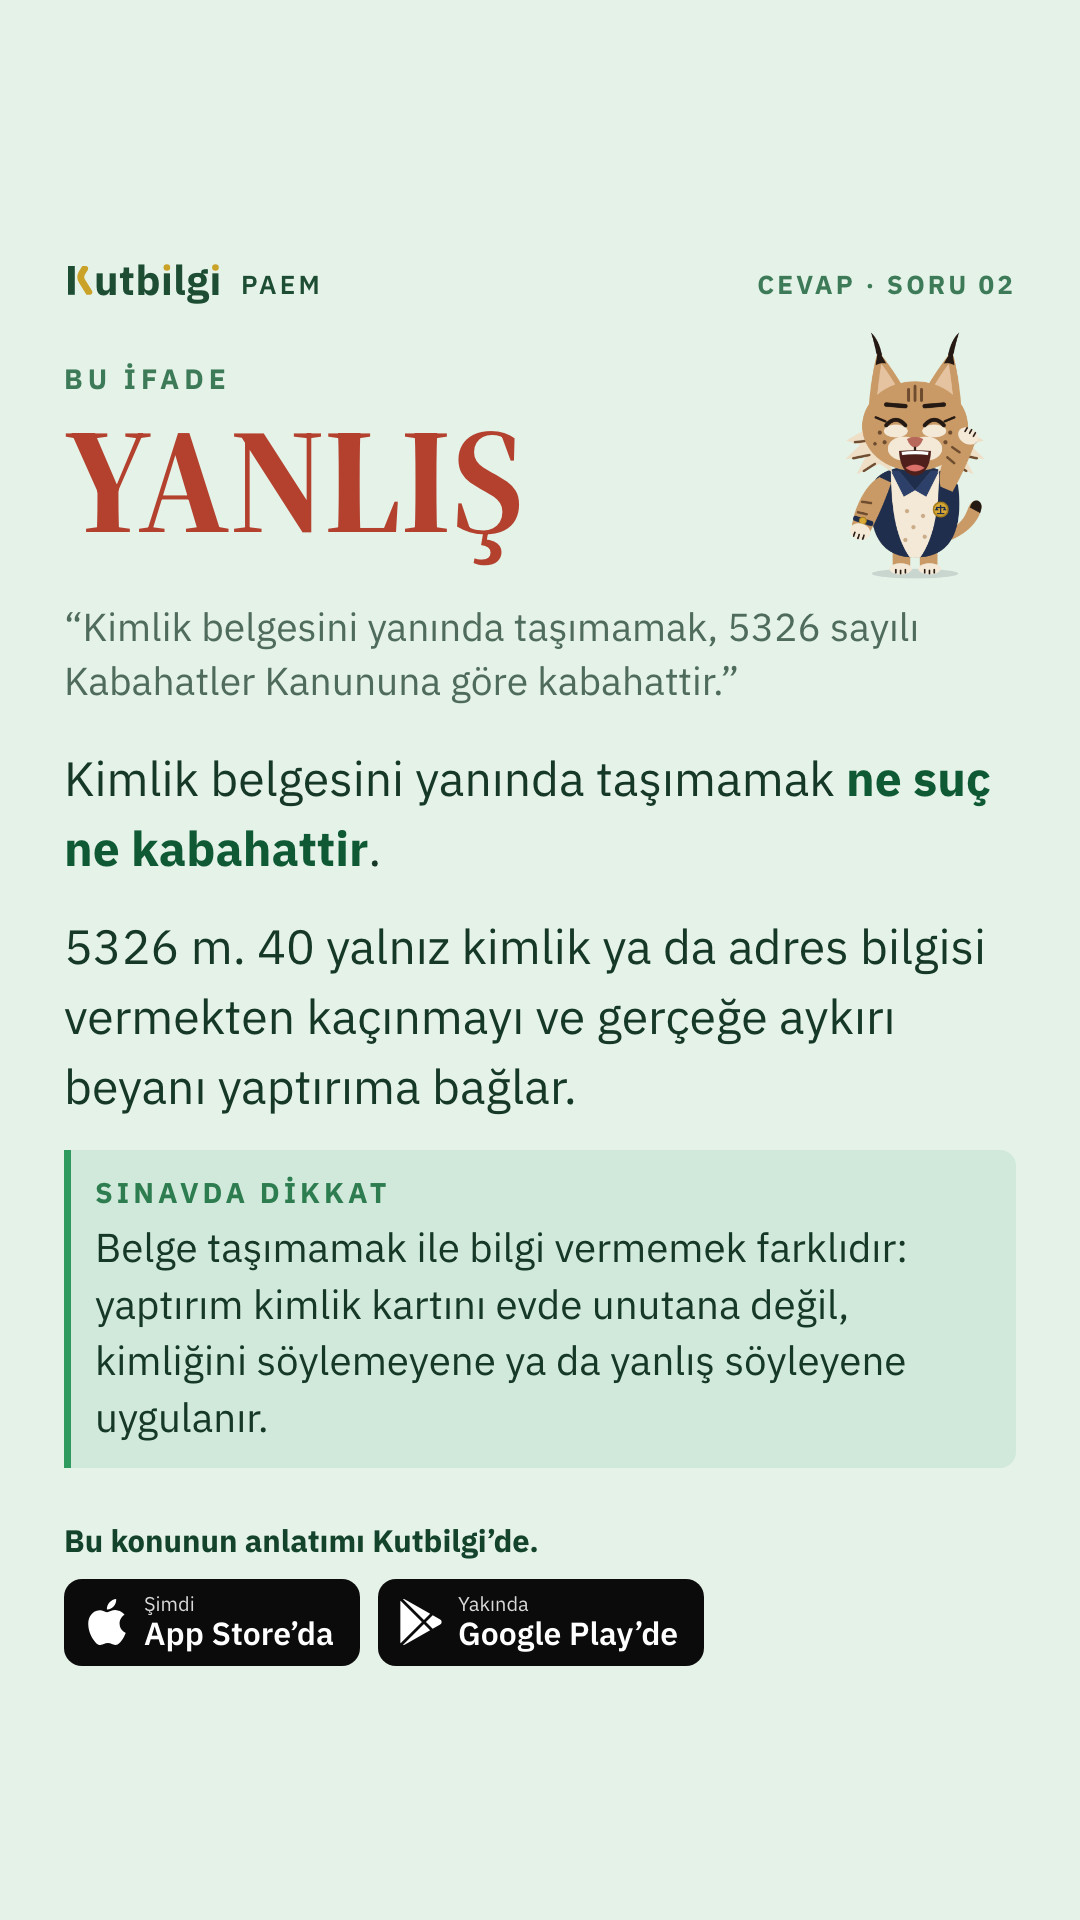 Kutbilgi PAEM
CEVAP · SORU 02
BU İFADE
YANLIŞ
“Kimlik belgesini yanında taşımamak, 5326 sayılı
Kabahatler Kanununa göre kabahattir.”
Kimlik belgesini yanında taşımamak ne suç
ne kabahattir.
5326 m. 40 yalnız kimlik ya da adres bilgisi
vermekten kaçınmayı ve gerçeğe aykırı
beyanı yaptırıma bağlar.
SINAVDA DİKKAT
Belge taşımamak ile bilgi vermemek farklıdır:
yaptırım kimlik kartını evde unutana değil,
kimliğini söylemeyene ya da yanlış söyleyene
uygulanır.
Bu konunun anlatımı Kutbilgi’de.
Şimdi
App Store’da
Yakında
Google Play’de